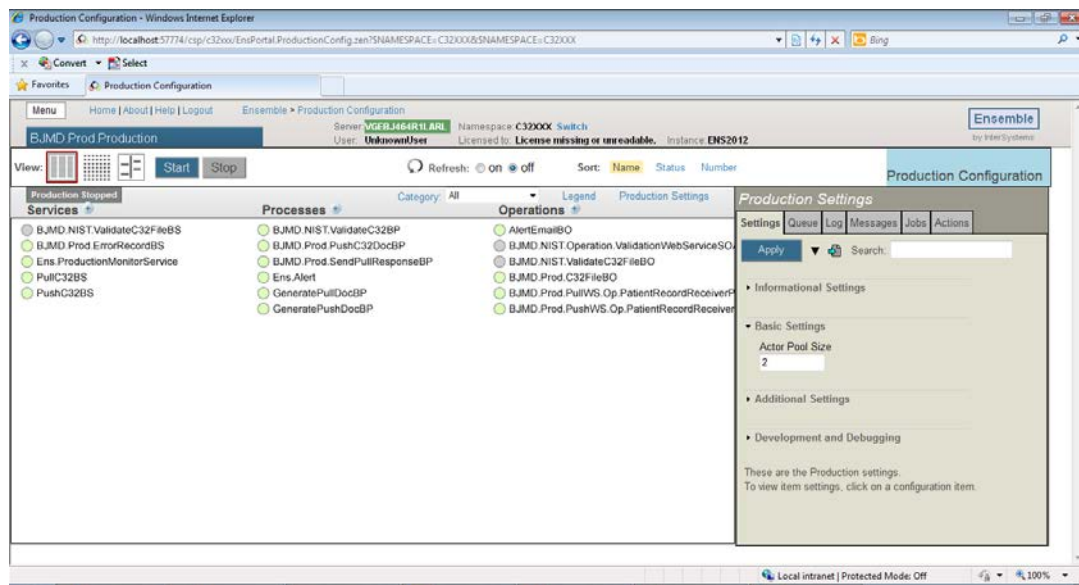 Production Configuration - Windows Internet Explorer
http://localhost:57774/csp/c32xxx/EnsPortal.ProductionConfig.zen?$NAMESPACE=C32XXX&$NAMESPACE=C32XXX
Bing
x Convert Select
Favorites Production Configuration
Menu Home | About | Help | Logout Ensemble > Production Configuration
Server: VGEBJ464R1LARL Namespace: C32XXX Switch
User: UnknownUser Licensed to: License missing or unreadable. Instance: ENS2012
BJMD.Prod.Production
Ensemble
by InterSystems
View: Start Stop Refresh: on off Sort: Name Status Number
Production Configuration
Production Stopped Category: All Legend Production Settings
Services Processes Operations
BJMD.NIST.ValidateC32FileBS
BJMD.Prod.ErrorRecordBS
Ens.ProductionMonitorService
PullC32BS
PushC32BS
BJMD.NIST.ValidateC32BP
BJMD.Prod.PushC32DocBP
BJMD.Prod.SendPullResponseBP
Ens.Alert
GeneratePullDocBP
GeneratePushDocBP
AlertEmailBO
BJMD.NIST.Operation.ValidationWebServiceSO
BJMD.NIST.ValidateC32FileBO
BJMD.Prod.C32FileBO
BJMD.Prod.PullWS.Op.PatientRecordReceiverP
BJMD.Prod.PushWS.Op.PatientRecordReceiver
Production Settings
Settings Queue Log Messages Jobs Actions
Apply Search:
Informational Settings
Basic Settings
Actor Pool Size
2
Additional Settings
Development and Debugging
These are the Production settings.
To view item settings, click on a configuration item.
Local intranet | Protected Mode: Off 100%